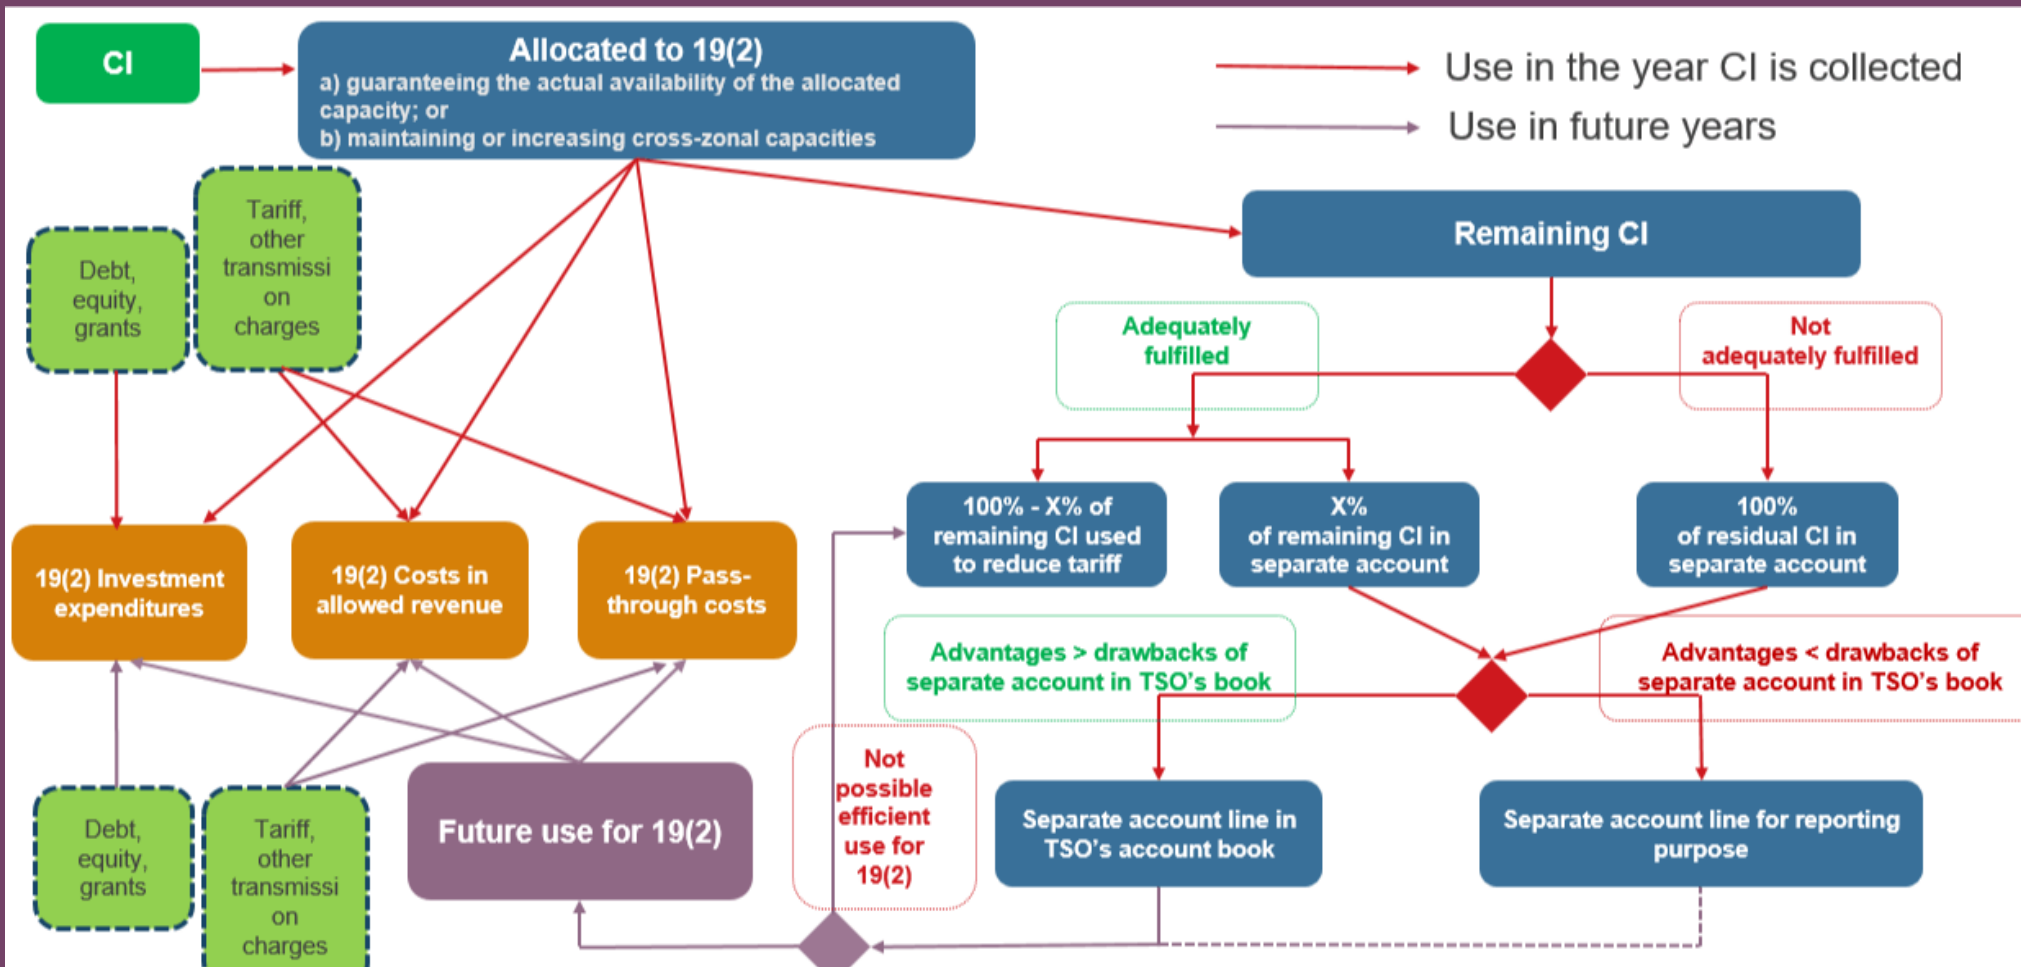 CI
Allocated to 19(2)
a) guaranteeing the actual availability of the allocated
capacity; or
b) maintaining or increasing cross-zonal capacities
Use in the year CI is collected
Use in future years
Tariff,
other
transmissi
on
charges
Debt,
equity,
grants
Remaining CI
Adequately
fulfilled
Not
adequately fulfilled
100% - X% of
remaining CI used
to reduce tariff
X%
of remaining CI in
separate account
100%
of residual CI in
separate account
19(2) Investment
expenditures
19(2) Costs in
allowed revenue
19(2) Pass-
through costs
Advantages > drawbacks of
separate account in TSO's book
Advantages < drawbacks of
separate account in TSO's book
Not
possible
efficient
use for
19(2)
Debt,
equity,
grants
Tariff,
other
transmissi
on
charges
Future use for 19(2)
Separate account line in
TSO's account book
Separate account line for reporting
purpose